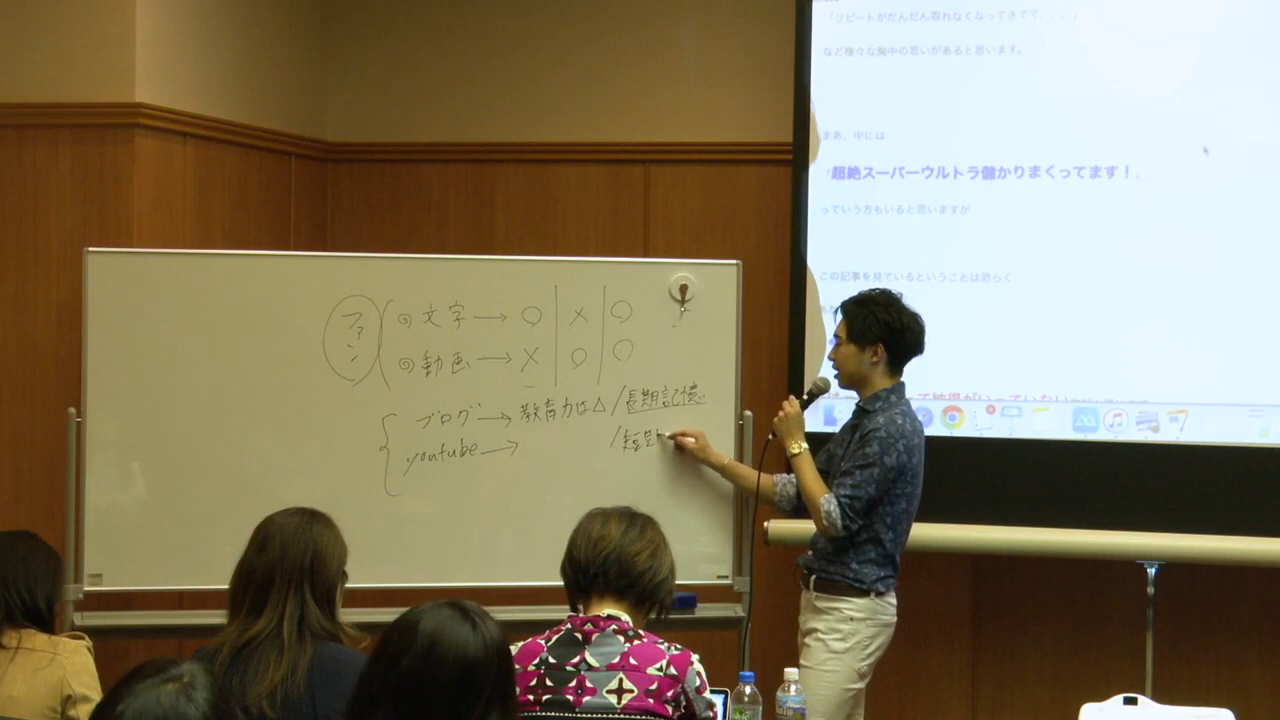 ファン
◎文字→○|×|○
◎動画→×|○|○
ブログ→教育力は△/長期記憶
youtube→ /短
「リピートがだんだん取れなくなってきてて、、、」
など様々な胸中の思いがあると思います。
まあ、中には
「超絶スーパーウルトラ儲かりまくってます！」
っていう方もいると思いますが
この記事を見ているということは恐らく